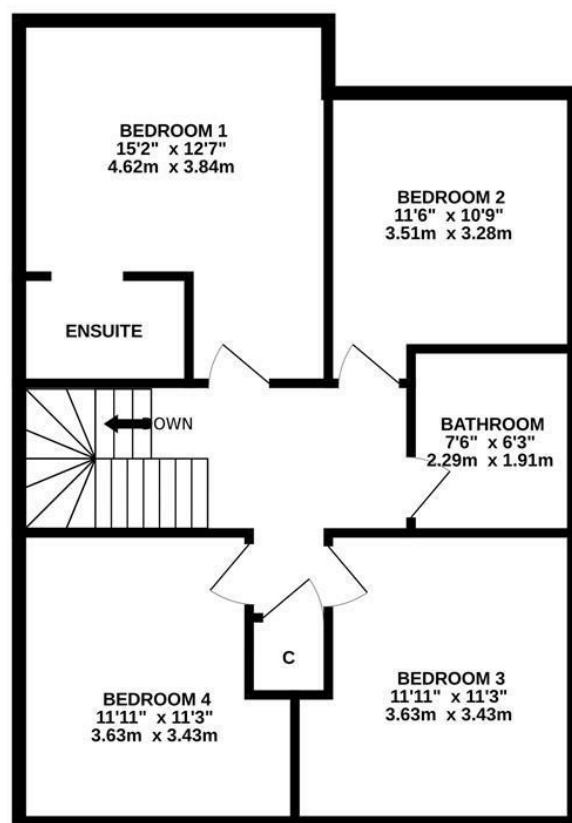 BEDROOM 1
15'2" x 12'7"
4.62m x 3.84m
BEDROOM 2
11'6" x 10'9"
3.51m x 3.28m
ENSUITE
DOWN
BATHROOM
7'6" x 6'3"
2.29m x 1.91m
C
BEDROOM 3
11'11" x 11'3"
3.63m x 3.43m
BEDROOM 4
11'11" x 11'3"
3.63m x 3.43m